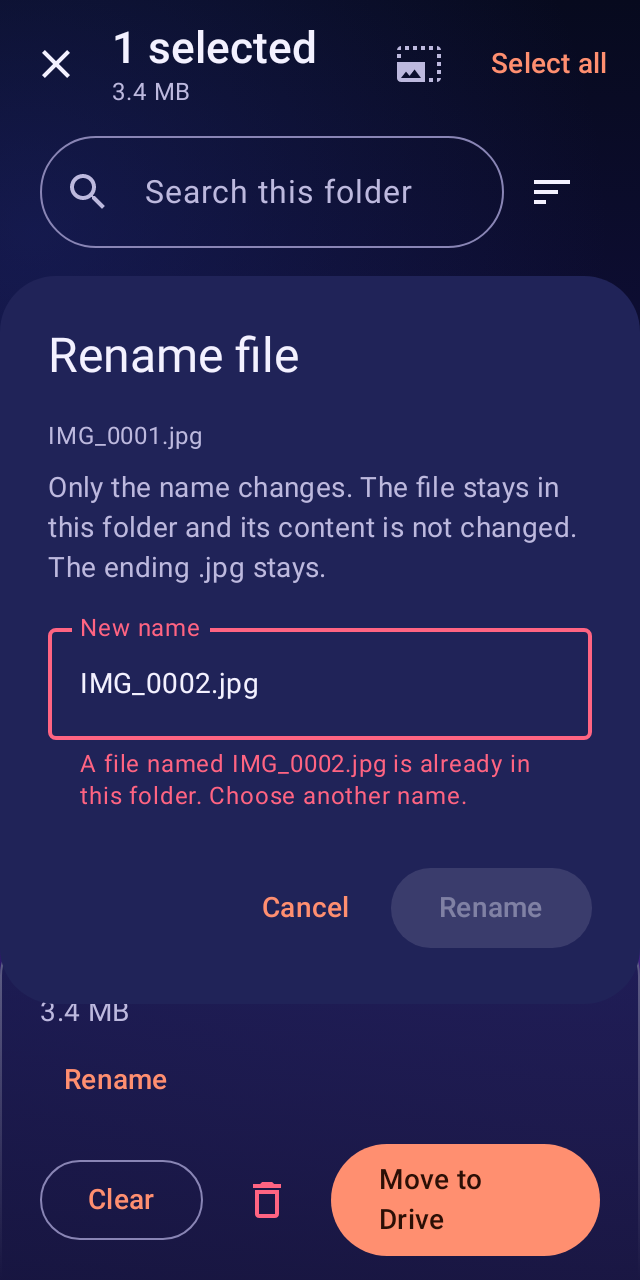 1 selected
3.4 MB
Select all
Search this folder
Rename file
IMG_0001.jpg
Only the name changes. The file stays in
this folder and its content is not changed.
The ending .jpg stays.
New name
IMG_0002.jpg
A file named IMG_0002.jpg is already in
this folder. Choose another name.
Cancel
Rename
3.4 MB
Rename
Clear
Move to
Drive